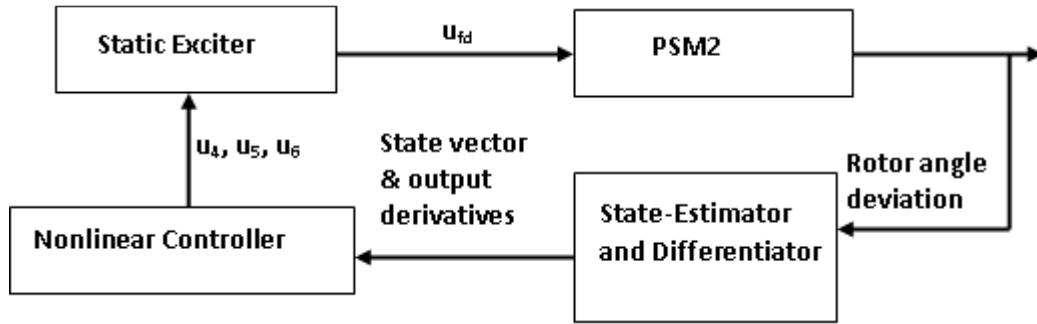 Static Exciter
u_fd
PSM2
u4, u5, u6
State vector
& output
derivatives
Rotor angle
deviation
State-Estimator
and Differentiator
Nonlinear Controller